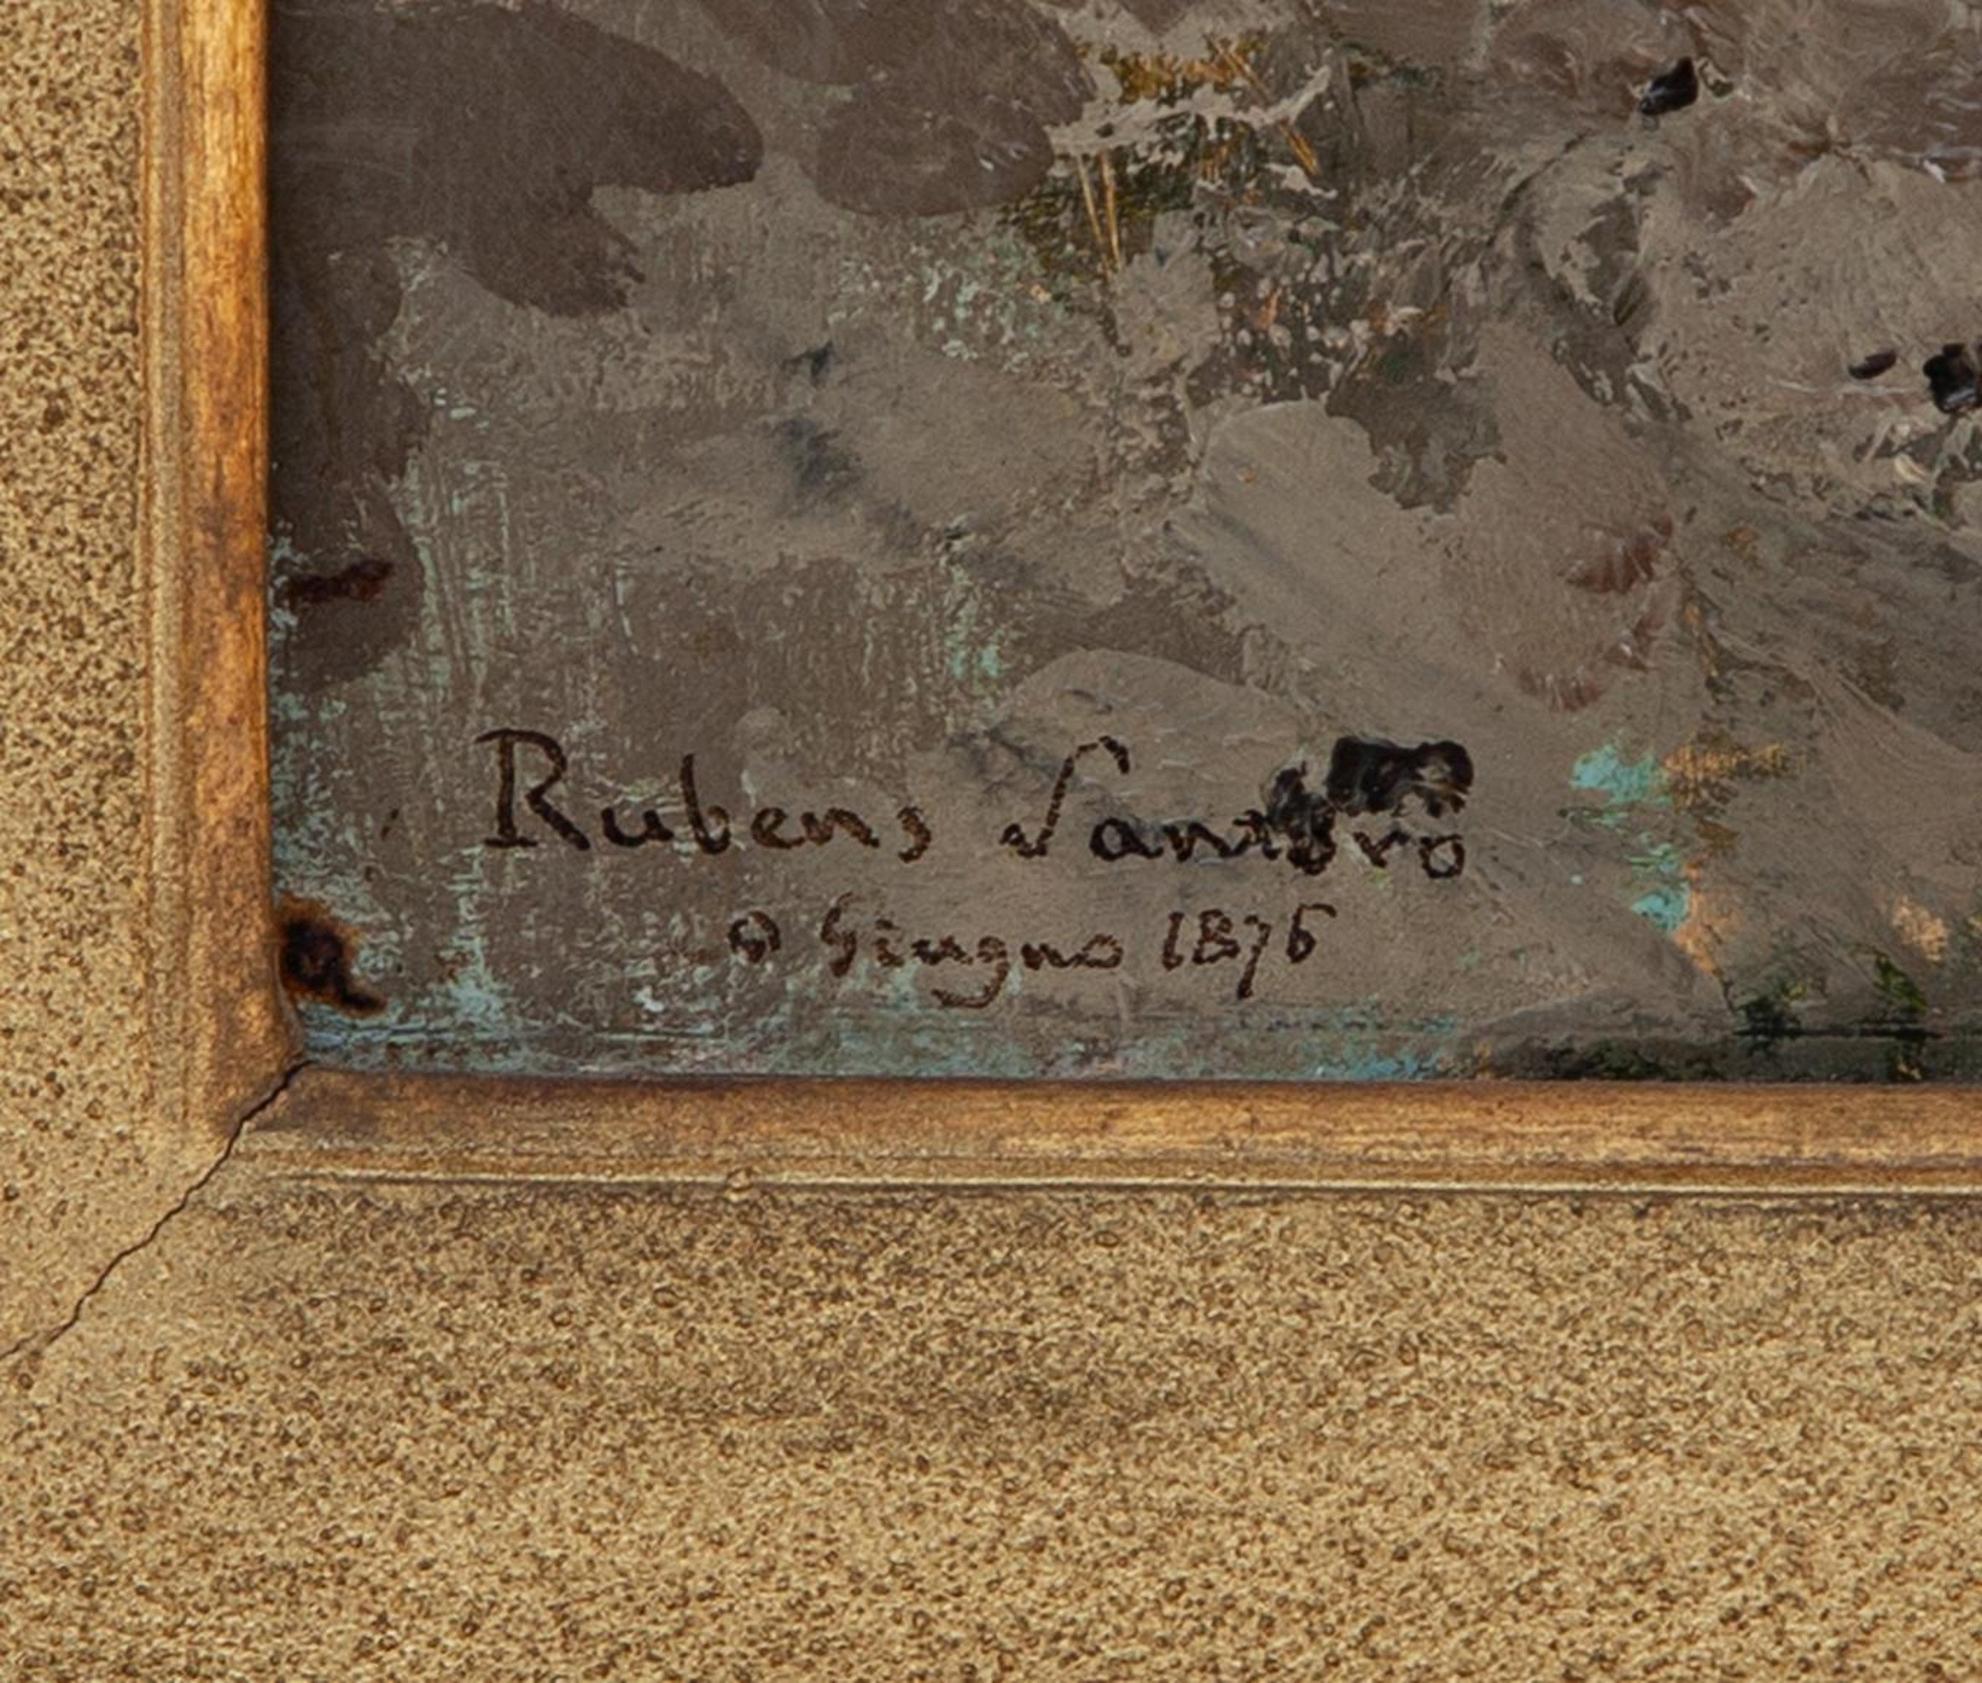 Rubens Santoro
Giugno 1876